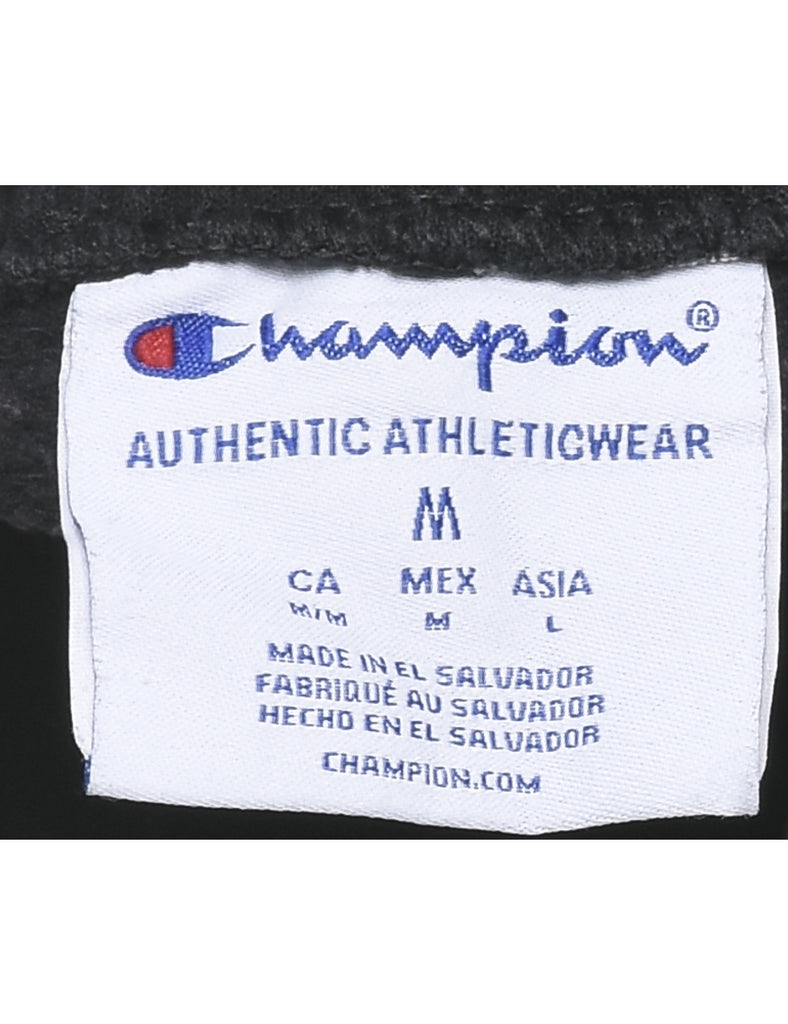 Champion®
AUTHENTIC ATHLETICWEAR
M
CA MEX ASIA
M/M M L
MADE IN EL SALVADOR
FABRIQUÉ AU SALVADOR
HECHO EN EL SALVADOR
CHAMPION.COM